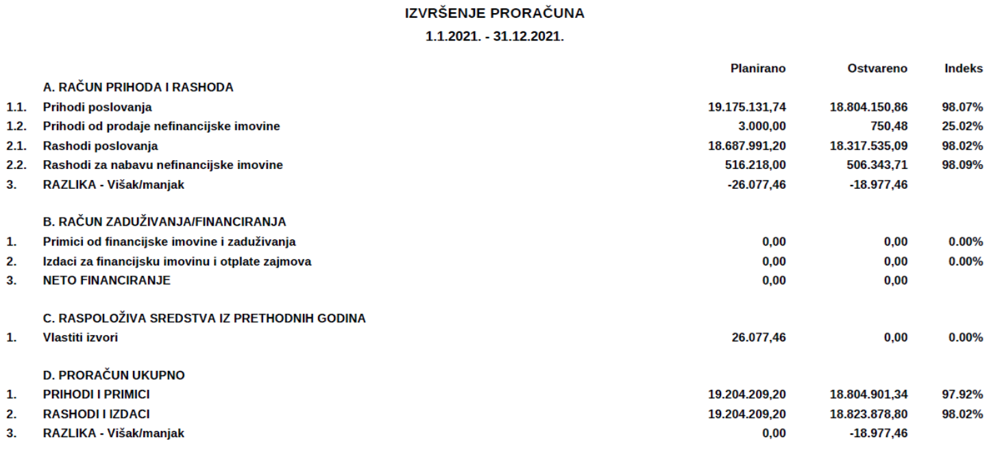 IZVRŠENJE PRORAČUNA
1.1.2021. - 31.12.2021.
Planirano Ostvareno Indeks
A. RAČUN PRIHODA I RASHODA
1.1. Prihodi poslovanja 19.175.131,74 18.804.150,86 98.07%
1.2. Prihodi od prodaje nefinancijske imovine 3.000,00 750,48 25.02%
2.1. Rashodi poslovanja 18.687.991,20 18.317.535,09 98.02%
2.2. Rashodi za nabavu nefinancijske imovine 516.218,00 506.343,71 98.09%
3. RAZLIKA - Višak/manjak -26.077,46 -18.977,46
B. RAČUN ZADUŽIVANJA/FINANCIRANJA
1. Primici od financijske imovine i zaduživanja 0,00 0,00 0.00%
2. Izdaci za financijsku imovinu i otplate zajmova 0,00 0,00 0.00%
3. NETO FINANCIRANJE 0,00 0,00
C. RASPOLOŽIVA SREDSTVA IZ PRETHODNIH GODINA
1. Vlastiti izvori 26.077,46 0,00 0.00%
D. PRORAČUN UKUPNO
1. PRIHODI I PRIMICI 19.204.209,20 18.804.901,34 97.92%
2. RASHODI I IZDACI 19.204.209,20 18.823.878,80 98.02%
3. RAZLIKA - Višak/manjak 0,00 -18.977,46